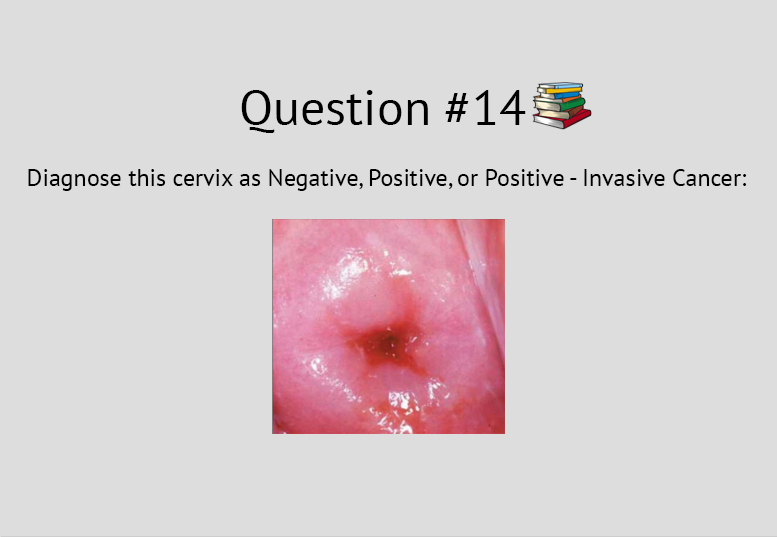 Question #14
Diagnose this cervix as Negative, Positive, or Positive - Invasive Cancer: